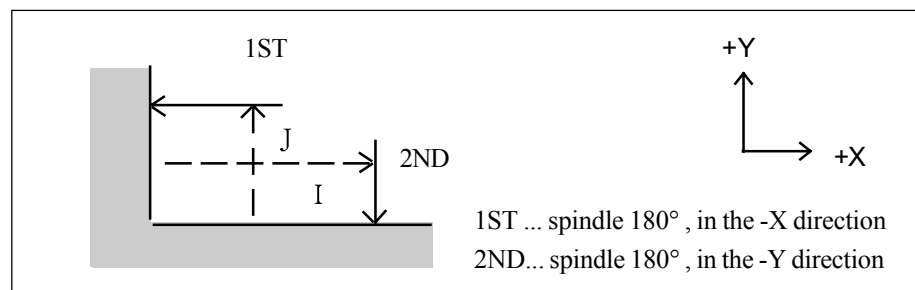 1ST
+Y
J
2ND
+X
I
1ST ... spindle 180° , in the -X direction
2ND... spindle 180° , in the -Y direction